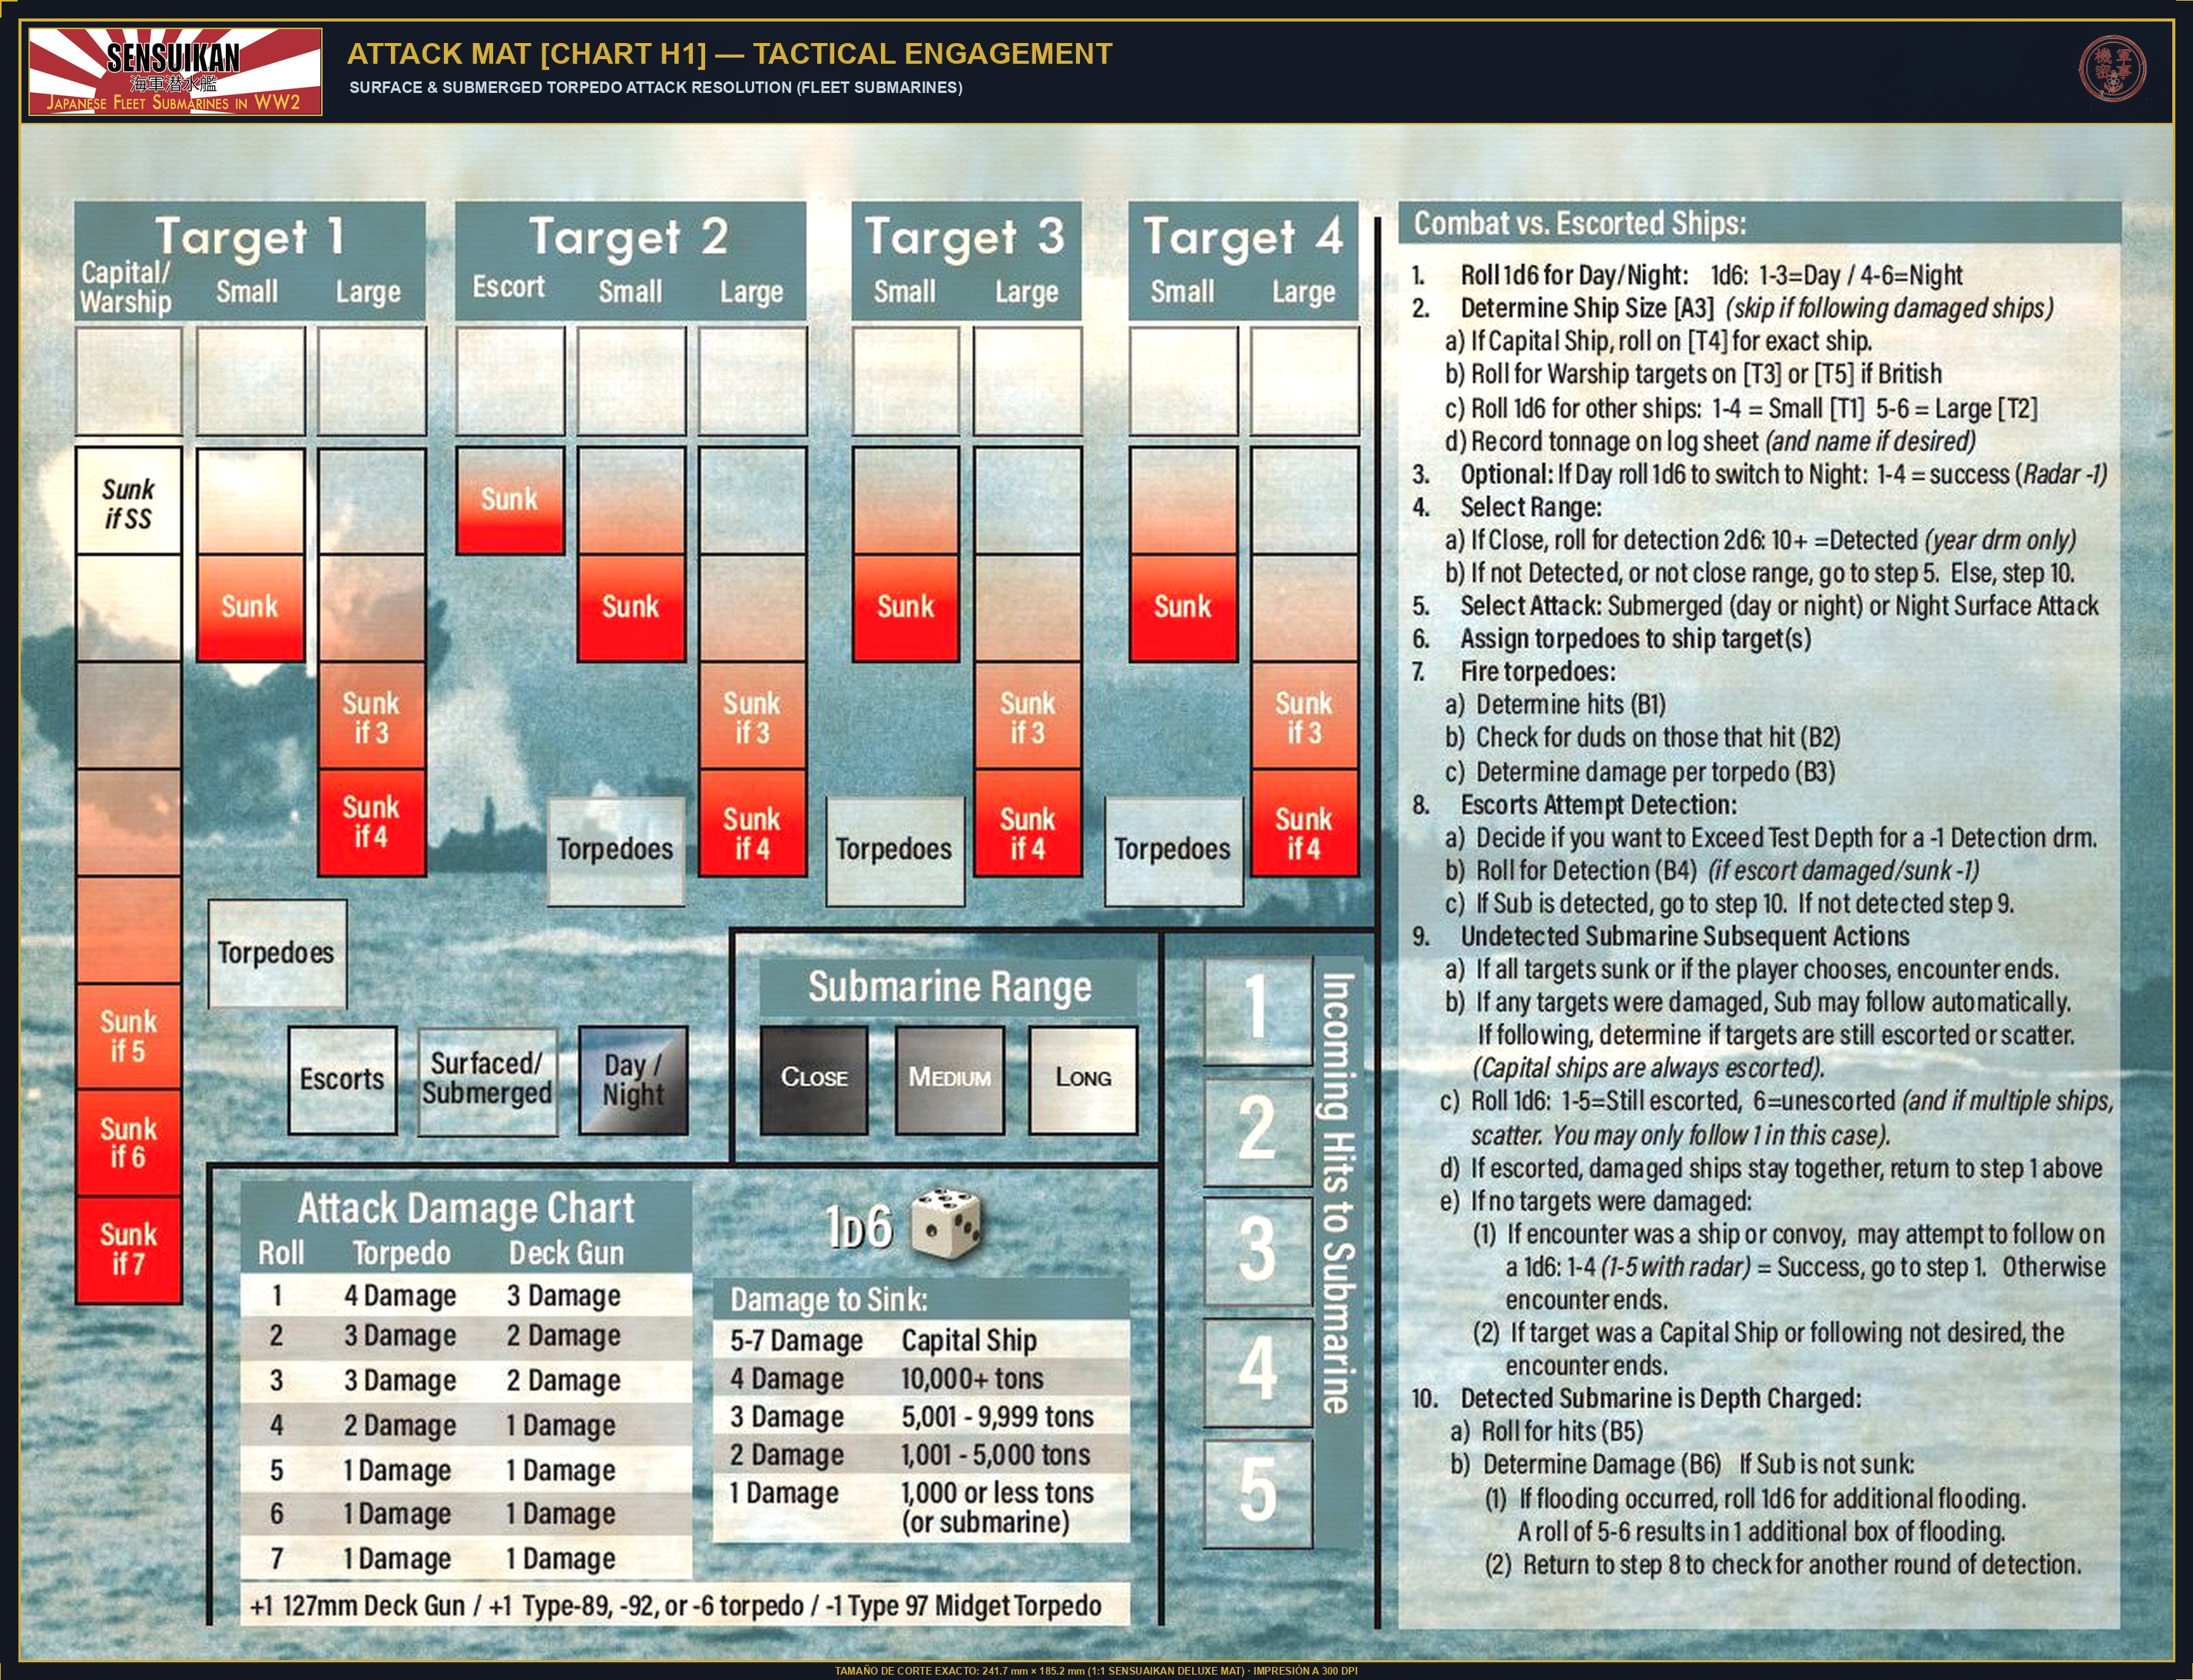 SENSUIKAN
海軍潜水艦
JAPANESE FLEET SUBMARINES IN WW2
ATTACK MAT [CHART H1] — TACTICAL ENGAGEMENT
SURFACE & SUBMERGED TORPEDO ATTACK RESOLUTION (FLEET SUBMARINES)
軍事
機密
Target 1
Capital/
Warship
Small
Large
Sunk
if SS
Sunk
if 5
Sunk
if 6
Sunk
if 7
Sunk
Sunk
if 3
Sunk
if 4
Torpedoes
Target 2
Escort
Small
Large
Sunk
Sunk
Sunk
if 3
Sunk
if 4
Torpedoes
Target 3
Small
Large
Sunk
Sunk
if 3
Sunk
if 4
Torpedoes
Target 4
Small
Large
Sunk
Sunk
if 3
Sunk
if 4
Torpedoes
Escorts
Surfaced/
Submerged
Day /
Night
Submarine Range
CLOSE
MEDIUM
LONG
Incoming Hits to Submarine
1
2
3
4
5
Attack Damage Chart
Roll Torpedo Deck Gun
1 4 Damage 3 Damage
2 3 Damage 2 Damage
3 3 Damage 2 Damage
4 2 Damage 1 Damage
5 1 Damage 1 Damage
6 1 Damage 1 Damage
7 1 Damage 1 Damage
1D6
Damage to Sink:
5-7 Damage Capital Ship
4 Damage 10,000+ tons
3 Damage 5,001 - 9,999 tons
2 Damage 1,001 - 5,000 tons
1 Damage 1,000 or less tons
(or submarine)
+1 127mm Deck Gun / +1 Type-89, -92, or -6 torpedo / -1 Type 97 Midget Torpedo
Combat vs. Escorted Ships:
1. Roll 1d6 for Day/Night: 1d6: 1-3=Day / 4-6=Night
2. Determine Ship Size [A3] (skip if following damaged ships)
a) If Capital Ship, roll on [T4] for exact ship.
b) Roll for Warship targets on [T3] or [T5] if British
c) Roll 1d6 for other ships: 1-4 = Small [T1] 5-6 = Large [T2]
d) Record tonnage on log sheet (and name if desired)
3. Optional: If Day roll 1d6 to switch to Night: 1-4 = success (Radar -1)
4. Select Range:
a) If Close, roll for detection 2d6: 10+ =Detected (year drm only)
b) If not Detected, or not close range, go to step 5. Else, step 10.
5. Select Attack: Submerged (day or night) or Night Surface Attack
6. Assign torpedoes to ship target(s)
7. Fire torpedoes:
a) Determine hits (B1)
b) Check for duds on those that hit (B2)
c) Determine damage per torpedo (B3)
8. Escorts Attempt Detection:
a) Decide if you want to Exceed Test Depth for a -1 Detection drm.
b) Roll for Detection (B4) (if escort damaged/sunk -1)
c) If Sub is detected, go to step 10. If not detected step 9.
9. Undetected Submarine Subsequent Actions
a) If all targets sunk or if the player chooses, encounter ends.
b) If any targets were damaged, Sub may follow automatically.
If following, determine if targets are still escorted or scatter.
(Capital ships are always escorted).
c) Roll 1d6: 1-5=Still escorted, 6=unescorted (and if multiple ships,
scatter. You may only follow 1 in this case).
d) If escorted, damaged ships stay together, return to step 1 above
e) If no targets were damaged:
(1) If encounter was a ship or convoy, may attempt to follow on
a 1d6: 1-4 (1-5 with radar) = Success, go to step 1. Otherwise
encounter ends.
(2) If target was a Capital Ship or following not desired, the
encounter ends.
10. Detected Submarine is Depth Charged:
a) Roll for hits (B5)
b) Determine Damage (B6) If Sub is not sunk:
(1) If flooding occurred, roll 1d6 for additional flooding.
A roll of 5-6 results in 1 additional box of flooding.
(2) Return to step 8 to check for another round of detection.
TAMAÑO DE CORTE EXACTO: 241.7 mm × 185.2 mm (1:1 SENSUAIKAN DELUXE MAT) · IMPRESIÓN A 300 DPI